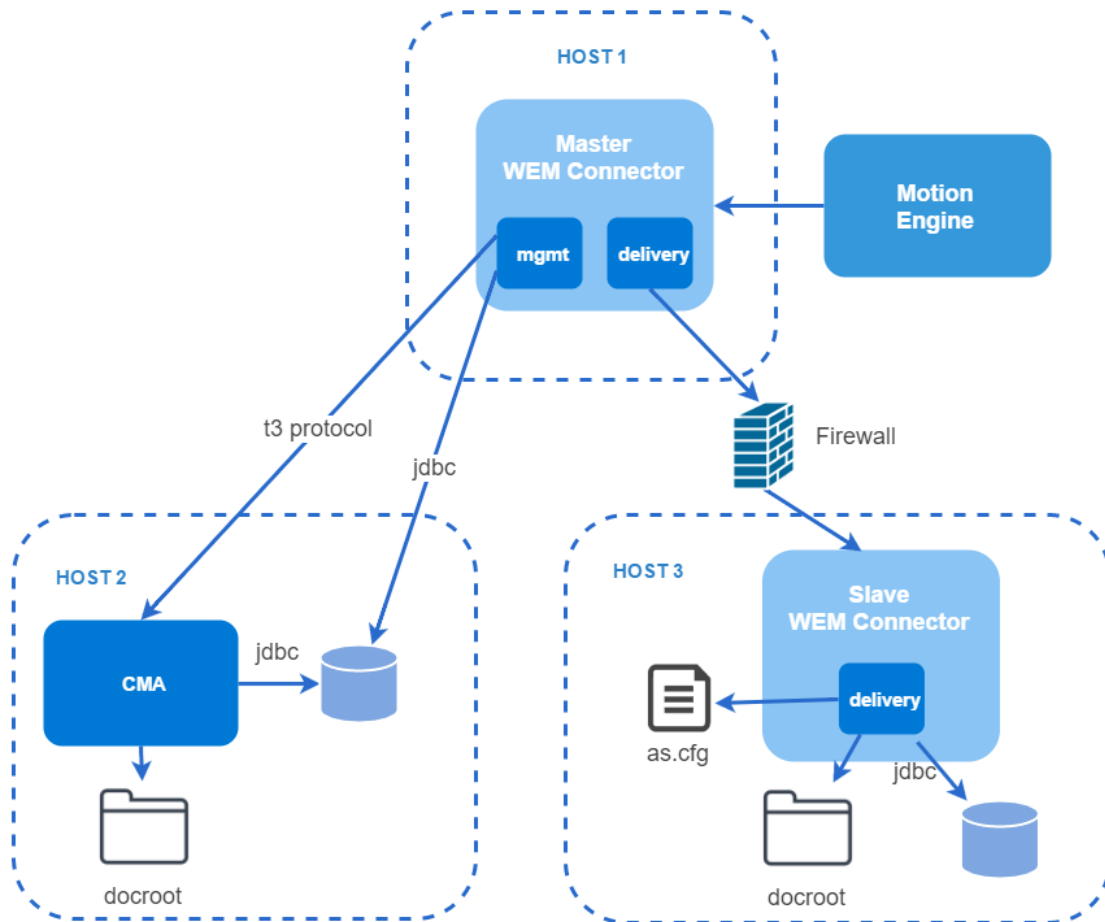 HOST 1
Master
WEM Connector
mgmt
delivery
Motion
Engine
t3 protocol
jdbc
Firewall
HOST 2
CMA
jdbc
docroot
HOST 3
Slave
WEM Connector
delivery
as.cfg
jdbc
docroot